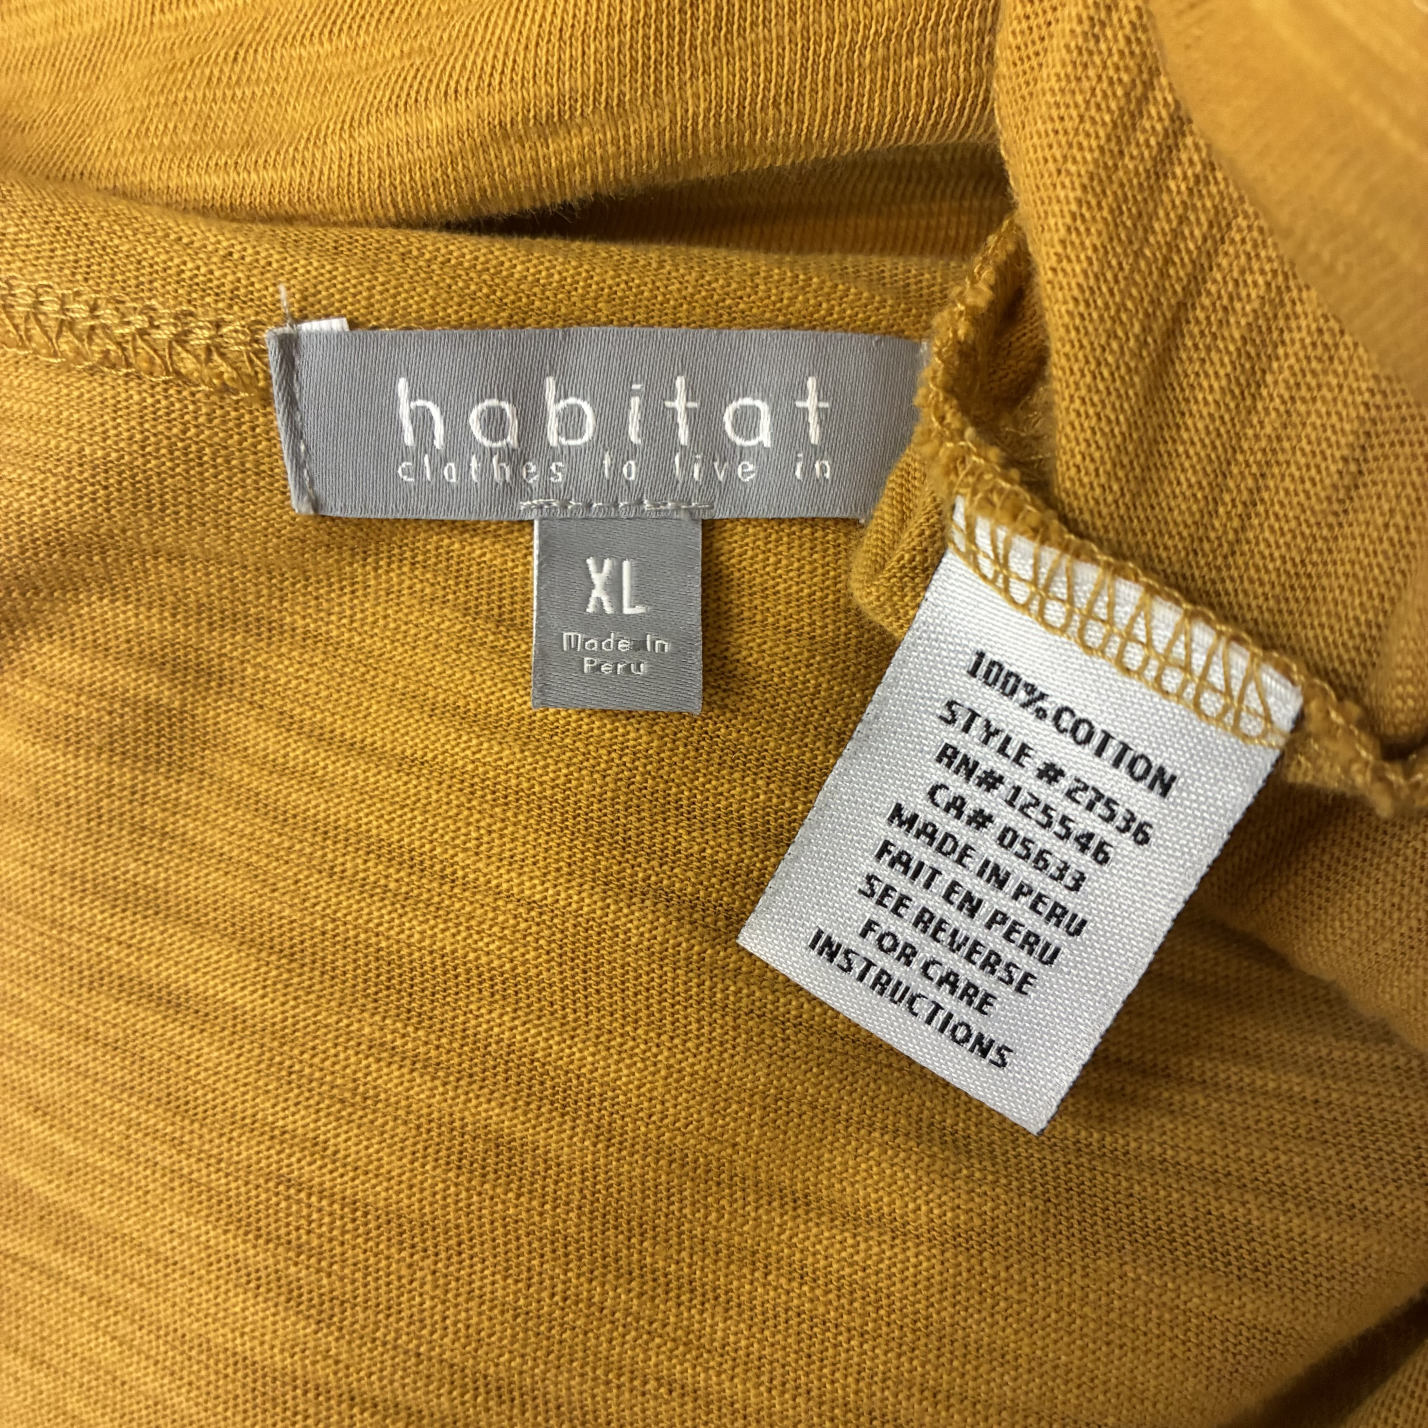 habitat
clothes to live in
XL
Made In
Peru
100% COTTON
STYLE # 27536
RN# 125546
CA# 05633
MADE IN PERU
FAIT EN PERU
SEE REVERSE
FOR CARE
INSTRUCTIONS